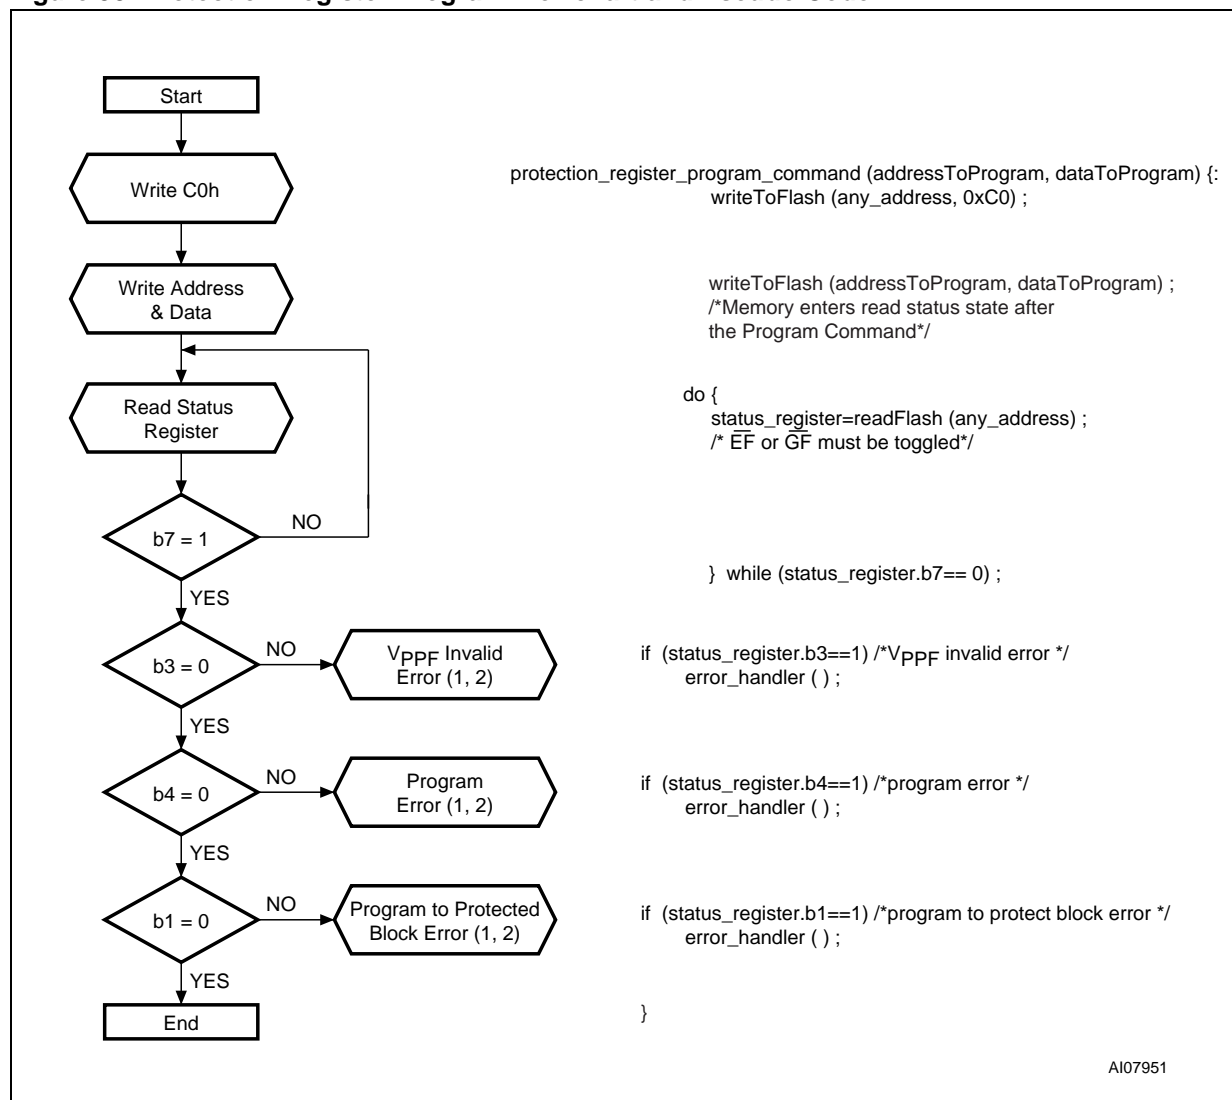 Start
Write C0h
protection_register_program_command (addressToProgram, dataToProgram) {:
writeToFlash (any_address, 0xC0) ;
Write Address
& Data
writeToFlash (addressToProgram, dataToProgram) ;
/*Memory enters read status state after
the Program Command*/
Read Status
Register
do {
status_register=readFlash (any_address) ;
/* E̅F̅ or G̅F̅ must be toggled*/
b7 = 1
NO
} while (status_register.b7== 0) ;
YES
b3 = 0
NO
VPPF Invalid
Error (1, 2)
if (status_register.b3==1) /*VPPF invalid error */
error_handler ( ) ;
YES
b4 = 0
NO
Program
Error (1, 2)
if (status_register.b4==1) /*program error */
error_handler ( ) ;
YES
b1 = 0
NO
Program to Protected
Block Error (1, 2)
if (status_register.b1==1) /*program to protect block error */
error_handler ( ) ;
YES
End
}
AI07951